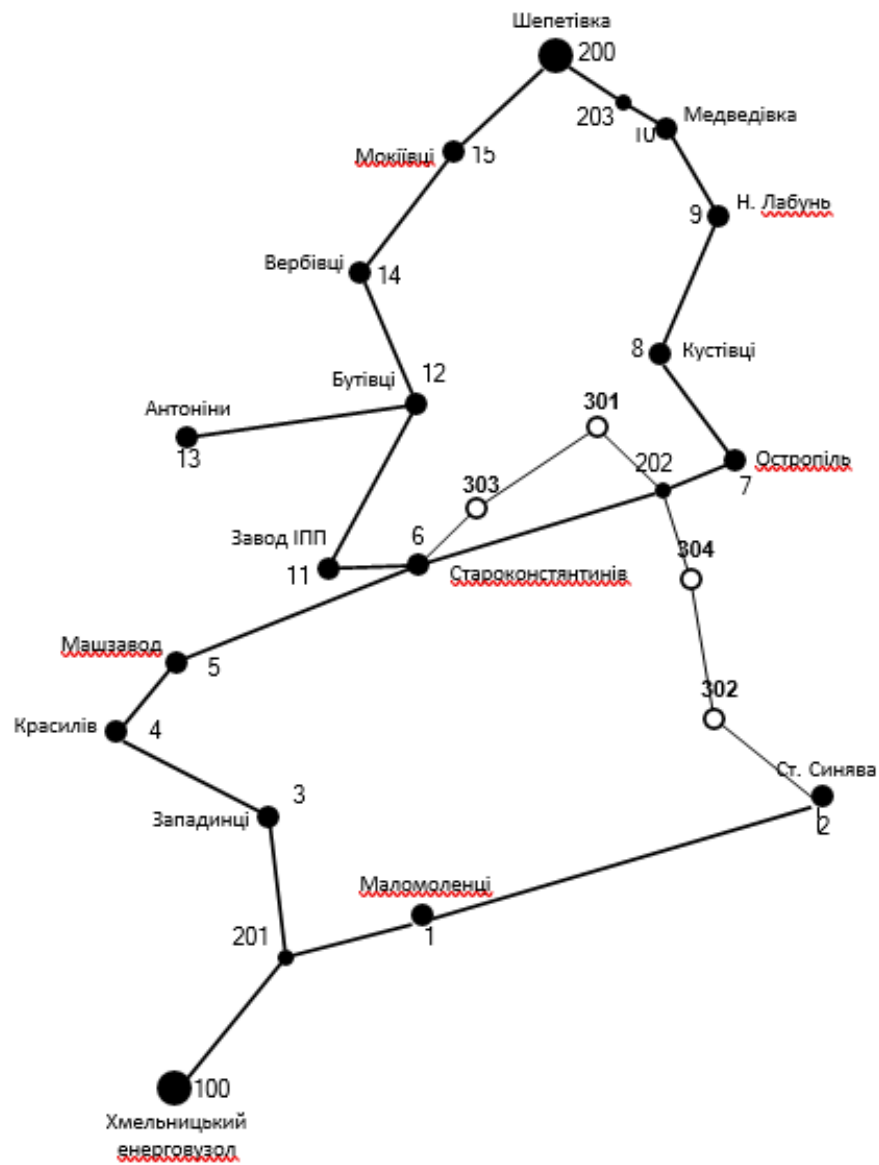 Шепетівка
200
203
10
Медведівка
Мокіївці
15
Н. Лабунь
9
Вербівці
14
8
Кустівці
Бутівці
12
Антоніни
13
301
202
Остропіль
7
303
6
Завод ІПП
11
Староконстянтинів
304
Машзавод
5
302
Красилів
4
Ст. Синява
2
3
Западинці
Маломоленці
1
201
100
Хмельницький
енерговузол